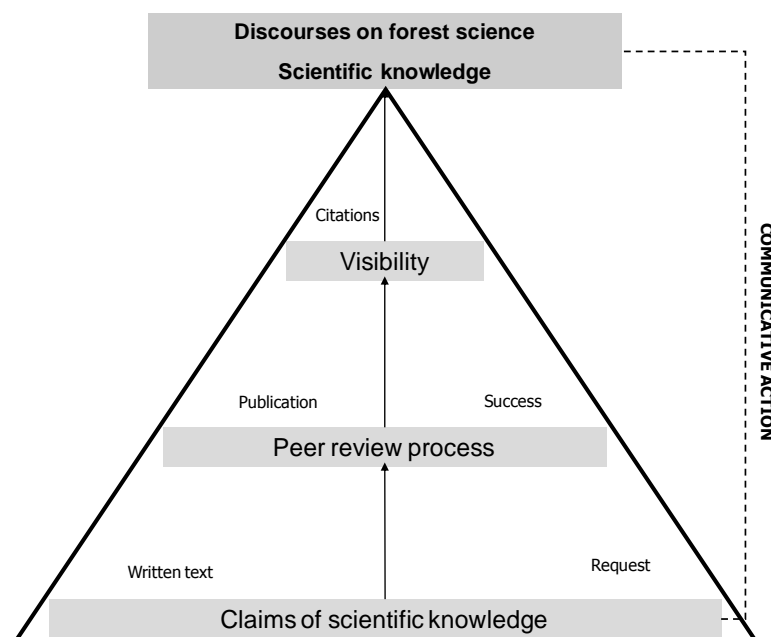 Discourses on forest science
Scientific knowledge
Citations
Visibility
COMMUNICATIVE ACTION
Publication
Success
Peer review process
Written text
Request
Claims of scientific knowledge